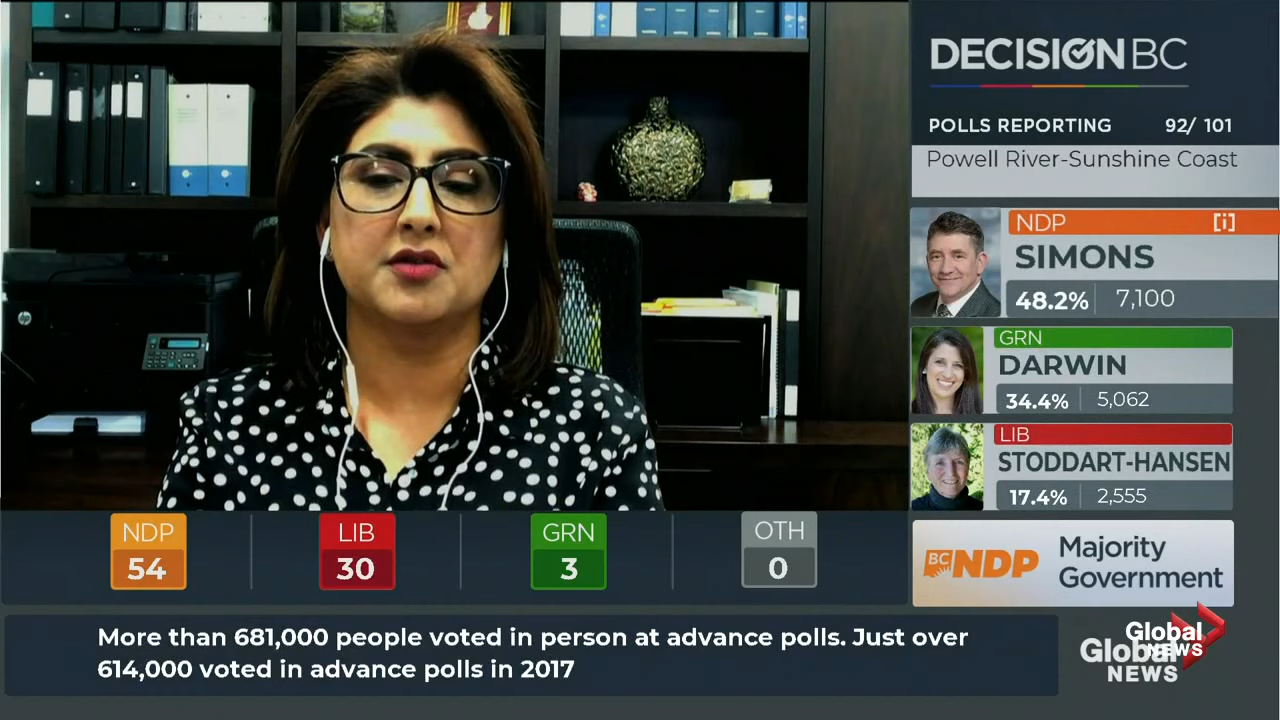 DECISION BC
POLLS REPORTING 92/ 101
Powell River-Sunshine Coast
NDP [i]
SIMONS
48.2% 7,100
GRN
DARWIN
34.4% 5,062
LIB
STODDART-HANSEN
17.4% 2,555
BC NDP Majority
Government
hp
NDP LIB GRN OTH
54 30 3 0
More than 681,000 people voted in person at advance polls. Just over
614,000 voted in advance polls in 2017
Global
NEWS
Global
NEWS